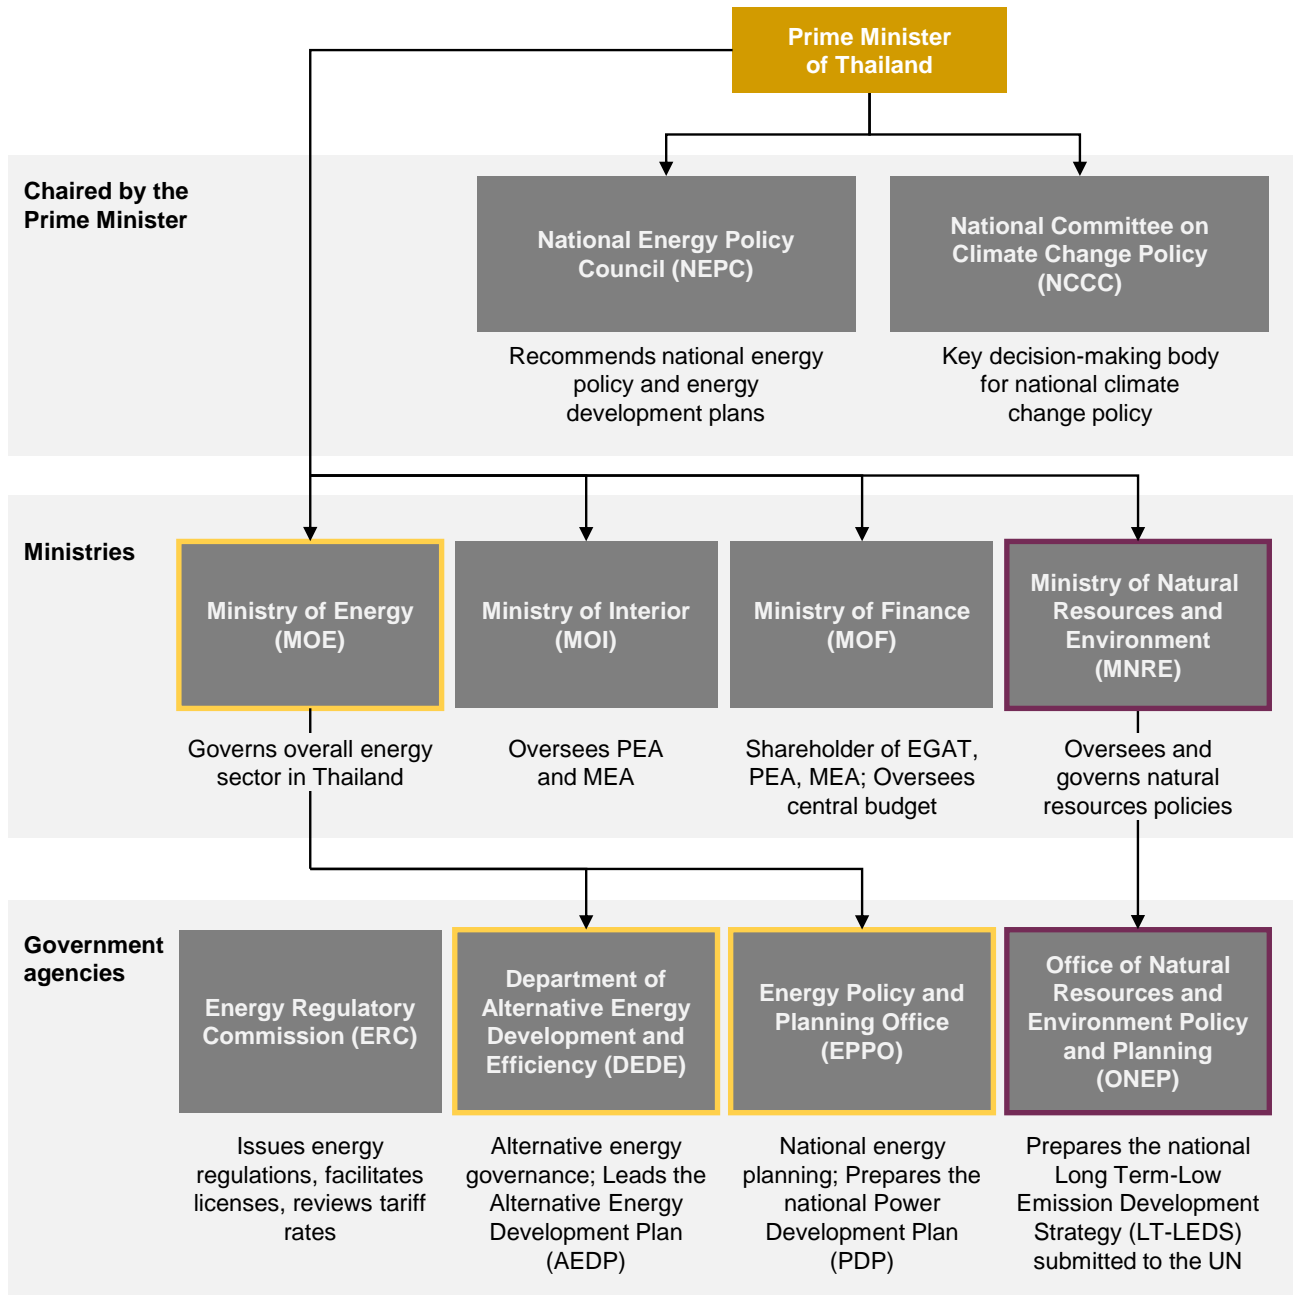 Prime Minister
of Thailand
Chaired by the
Prime Minister
National Energy Policy
Council (NEPC)
National Committee on
Climate Change Policy
(NCCC)
Recommends national energy
policy and energy
development plans
Key decision-making body
for national climate
change policy
Ministries
Ministry of Energy
(MOE)
Ministry of Interior
(MOI)
Ministry of Finance
(MOF)
Ministry of Natural
Resources and
Environment
(MNRE)
Governs overall energy
sector in Thailand
Oversees PEA
and MEA
Shareholder of EGAT,
PEA, MEA; Oversees
central budget
Oversees and
governs natural
resources policies
Government
agencies
Energy Regulatory
Commission (ERC)
Department of
Alternative Energy
Development and
Efficiency (DEDE)
Energy Policy and
Planning Office
(EPPO)
Office of Natural
Resources and
Environment Policy
and Planning
(ONEP)
Issues energy
regulations, facilitates
licenses, reviews tariff
rates
Alternative energy
governance; Leads the
Alternative Energy
Development Plan
(AEDP)
National energy
planning; Prepares the
national Power
Development Plan
(PDP)
Prepares the national
Long Term-Low
Emission Development
Strategy (LT-LEDS)
submitted to the UN